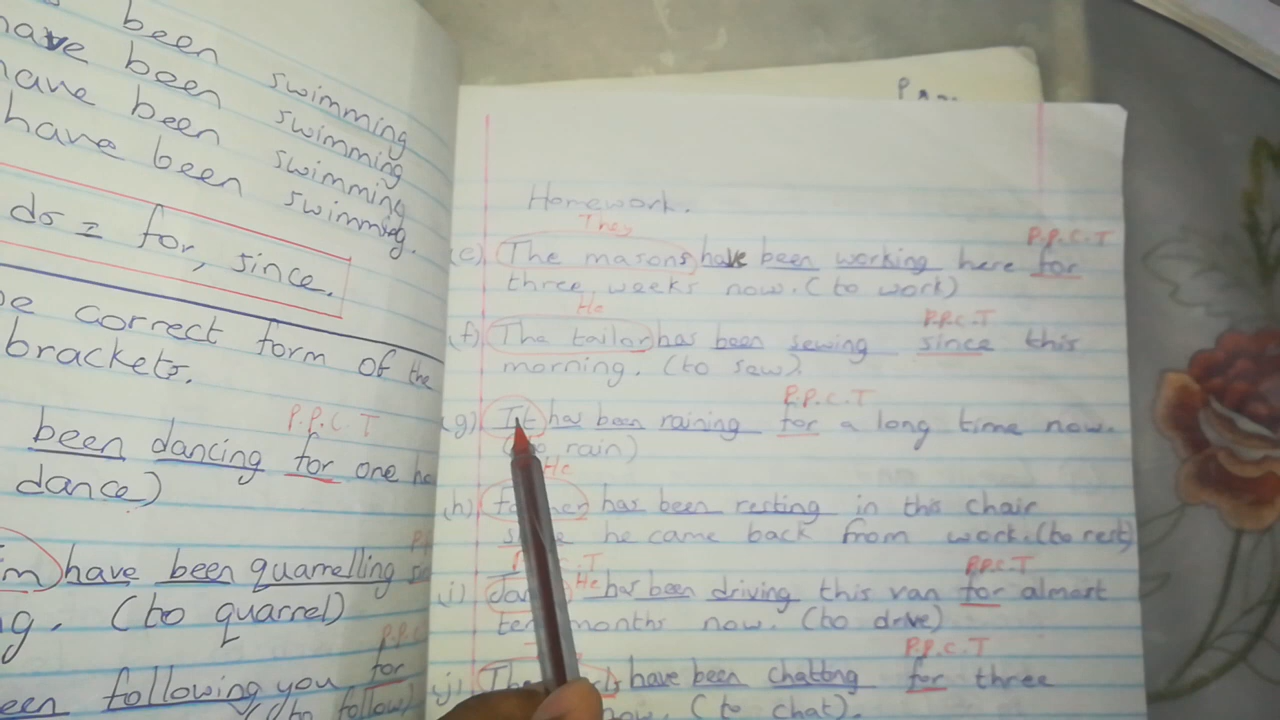 been
have been swimming
have been swimming
have been swimming
swimming.
ds = for, since.
correct form of the
brackets.
P.P.C.T
been dancing for one
dance)
have been quarrelling
(to quarrel)
following you for
Homework.
They
P.P.C.T
(e) The masons have been working here for
three weeks now. (to work)
He
P.P.C.T
(f) The tailor has been sewing since this
morning. (to sew).
P.P.C.T
(g) It has been raining for a long time now.
rain)
He
(h) has been resting in this chair
he came back from work. (to rest)
He P.P.C.T
(i) has been driving this van for almost
ten months now. (to drive)
P.P.C.T
(j) have been chatting for three
now. (to chat).